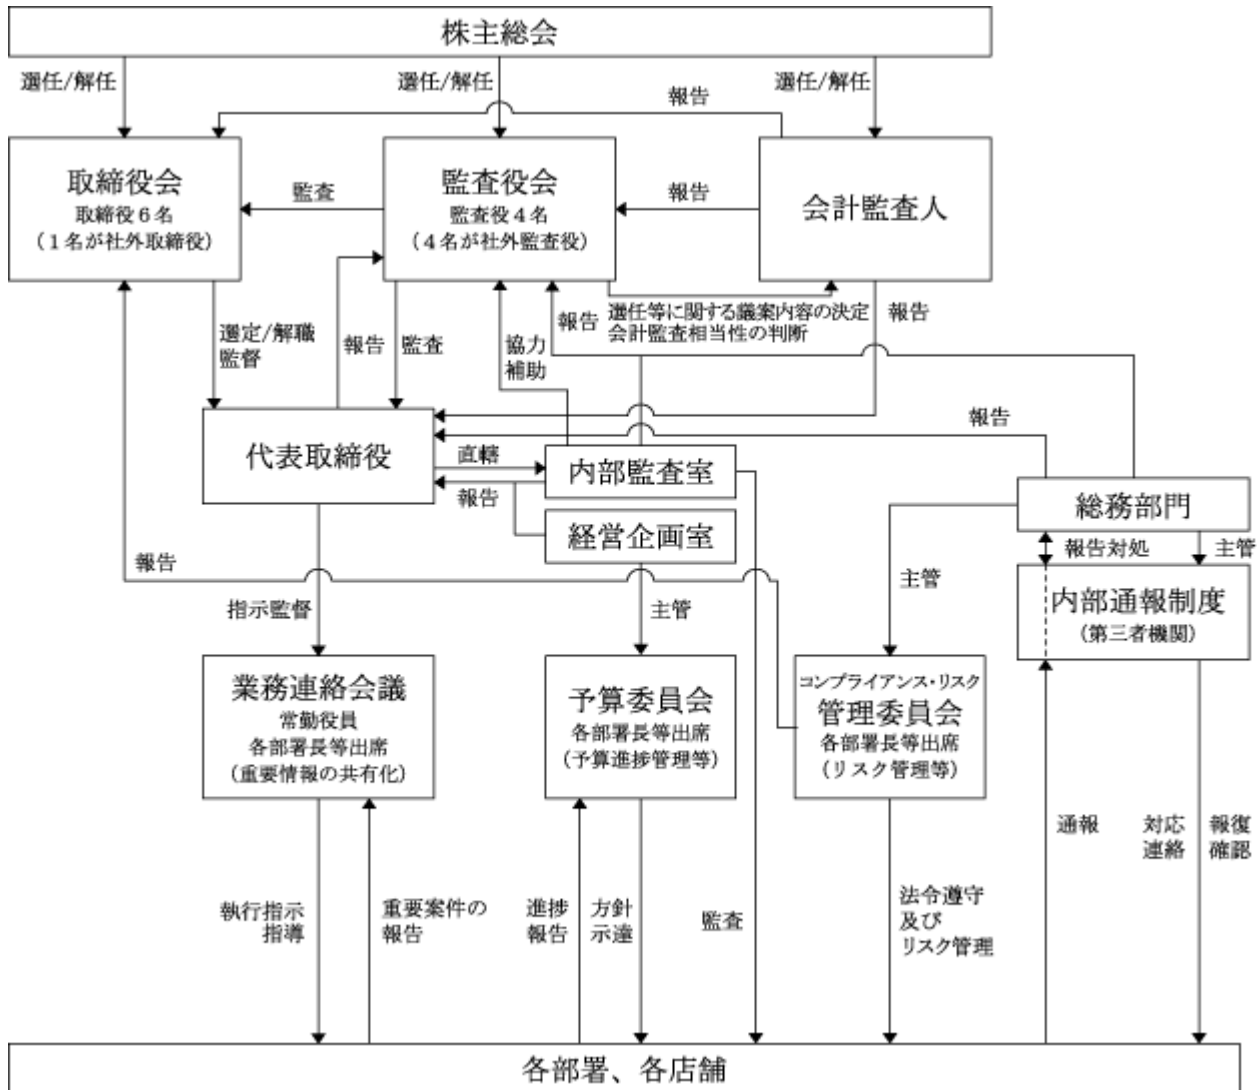 株主総会
選任/解任
選任/解任
報告
選任/解任
取締役会
取締役6名
(1名が社外取締役)
監査
監査役会
監査役4名
(4名が社外監査役)
報告
会計監査人
選定/解職
監督
報告
監査
協力
補助
報告
選任等に関する議案内容の決定
会計監査相当性の判断
報告
代表取締役
直轄
報告
内部監査室
経営企画室
報告
総務部門
報告対処
主管
報告
指示監督
主管
主管
内部通報制度
(第三者機関)
業務連絡会議
常勤役員
各部署長等出席
(重要情報の共有化)
予算委員会
各部署長等出席
(予算進捗管理等)
コンプライアンス・リスク
管理委員会
各部署長等出席
(リスク管理等)
執行指示
指導
重要案件の
報告
進捗
報告
方針
示達
監査
法令遵守
及び
リスク管理
通報
対応
連絡
報復
確認
各部署、各店舗